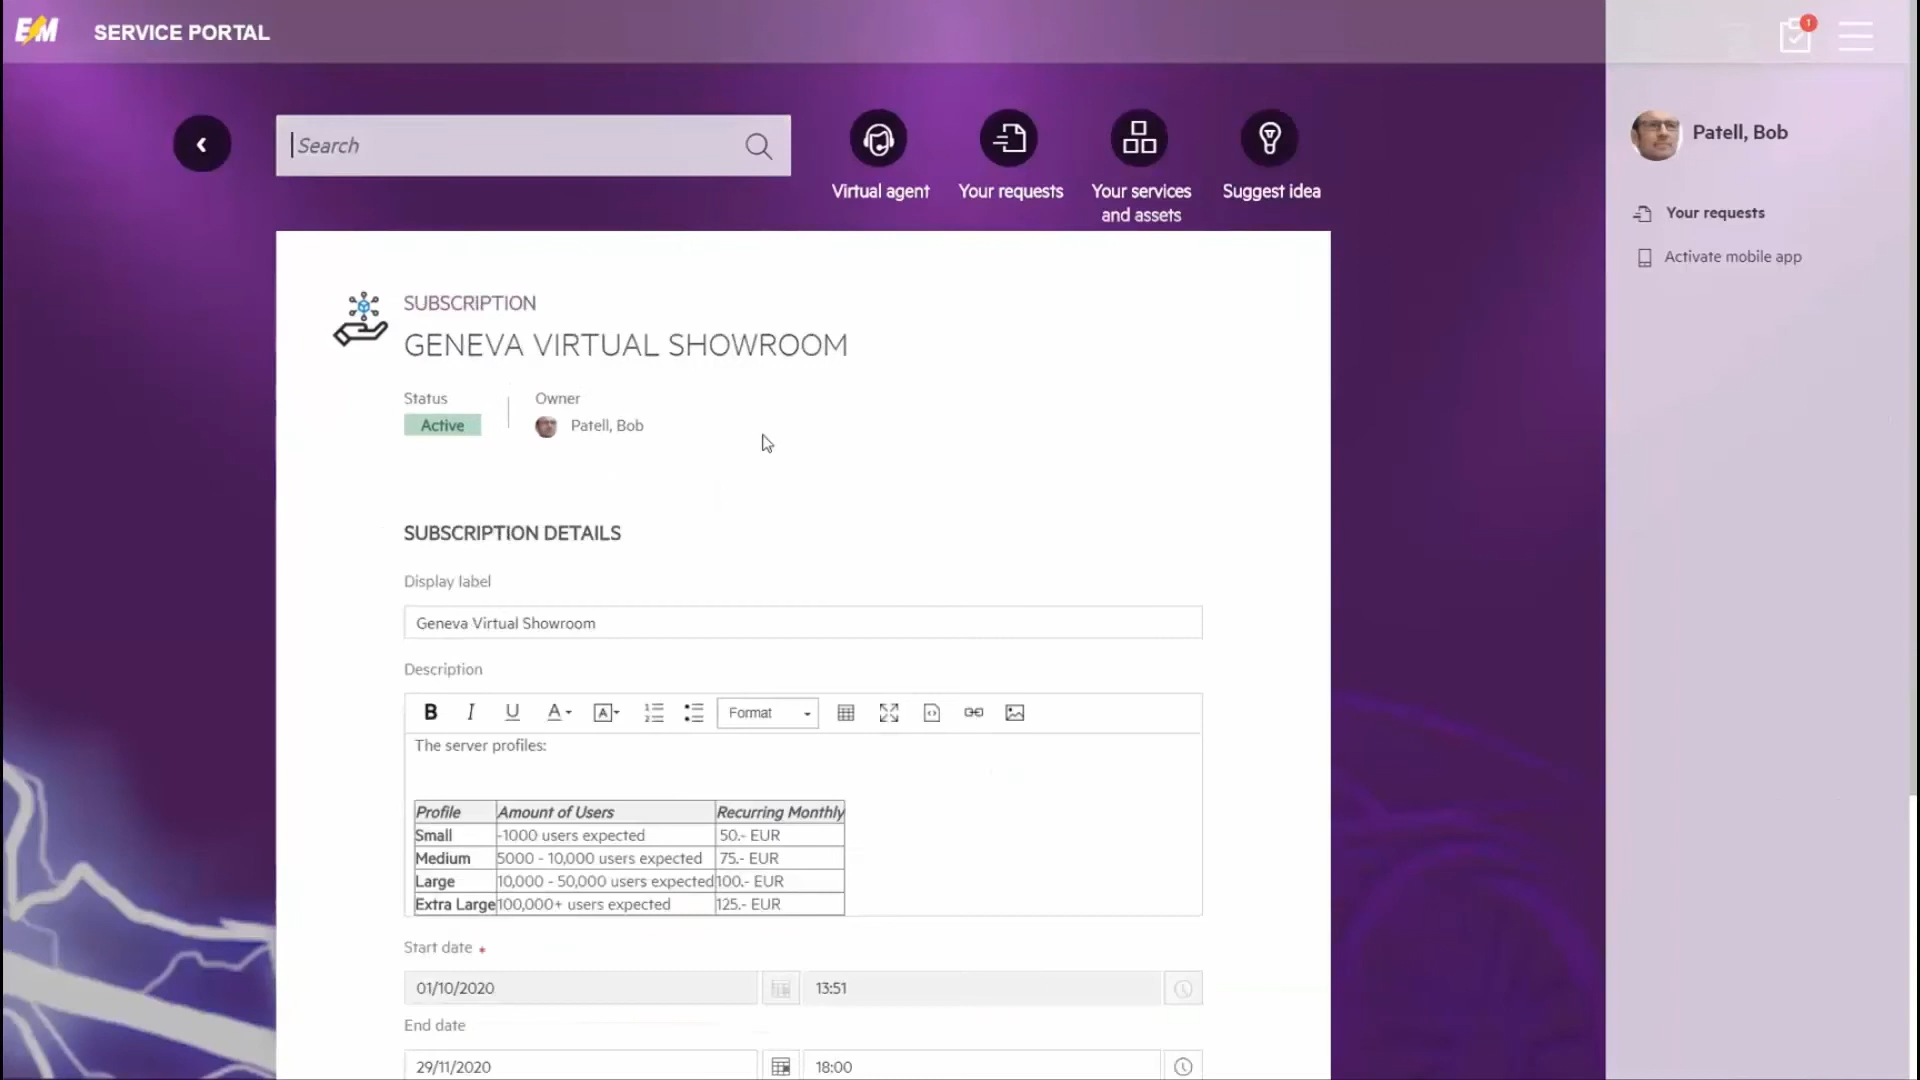 EM SERVICE PORTAL
1
Search
Virtual agent
Your requests
Your services
and assets
Suggest idea
Patell, Bob
Your requests
Activate mobile app
SUBSCRIPTION
GENEVA VIRTUAL SHOWROOM
Status
Owner
Active
Patell, Bob
SUBSCRIPTION DETAILS
Display label
Geneva Virtual Showroom
Description
B I U A A Format
The server profiles:
Profile Amount of Users Recurring Monthly
Small -1000 users expected 50.- EUR
Medium 5000 - 10,000 users expected 75.- EUR
Large 10,000 - 50,000 users expected 100.- EUR
Extra Large 100,000+ users expected 125.- EUR
Start date *
01/10/2020 13:51
End date
29/11/2020 18:00